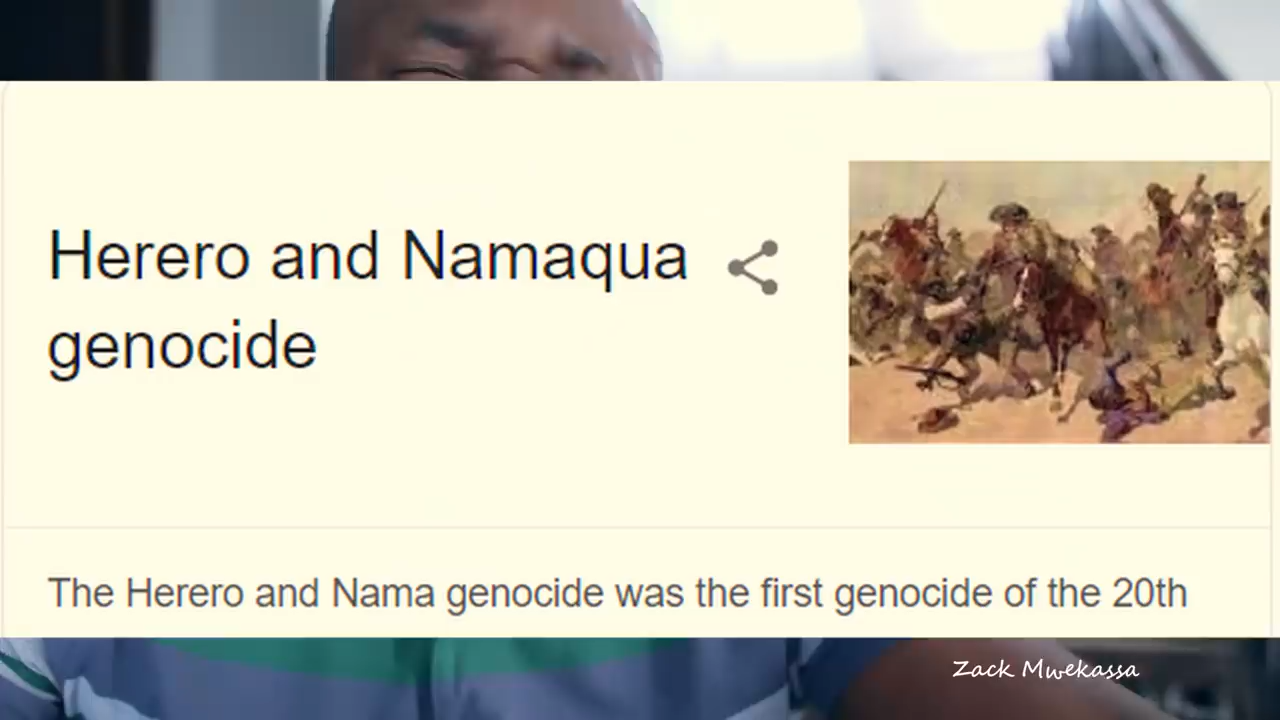 Herero and Namaqua
genocide
The Herero and Nama genocide was the first genocide of the 20th
Zack Mwekassa